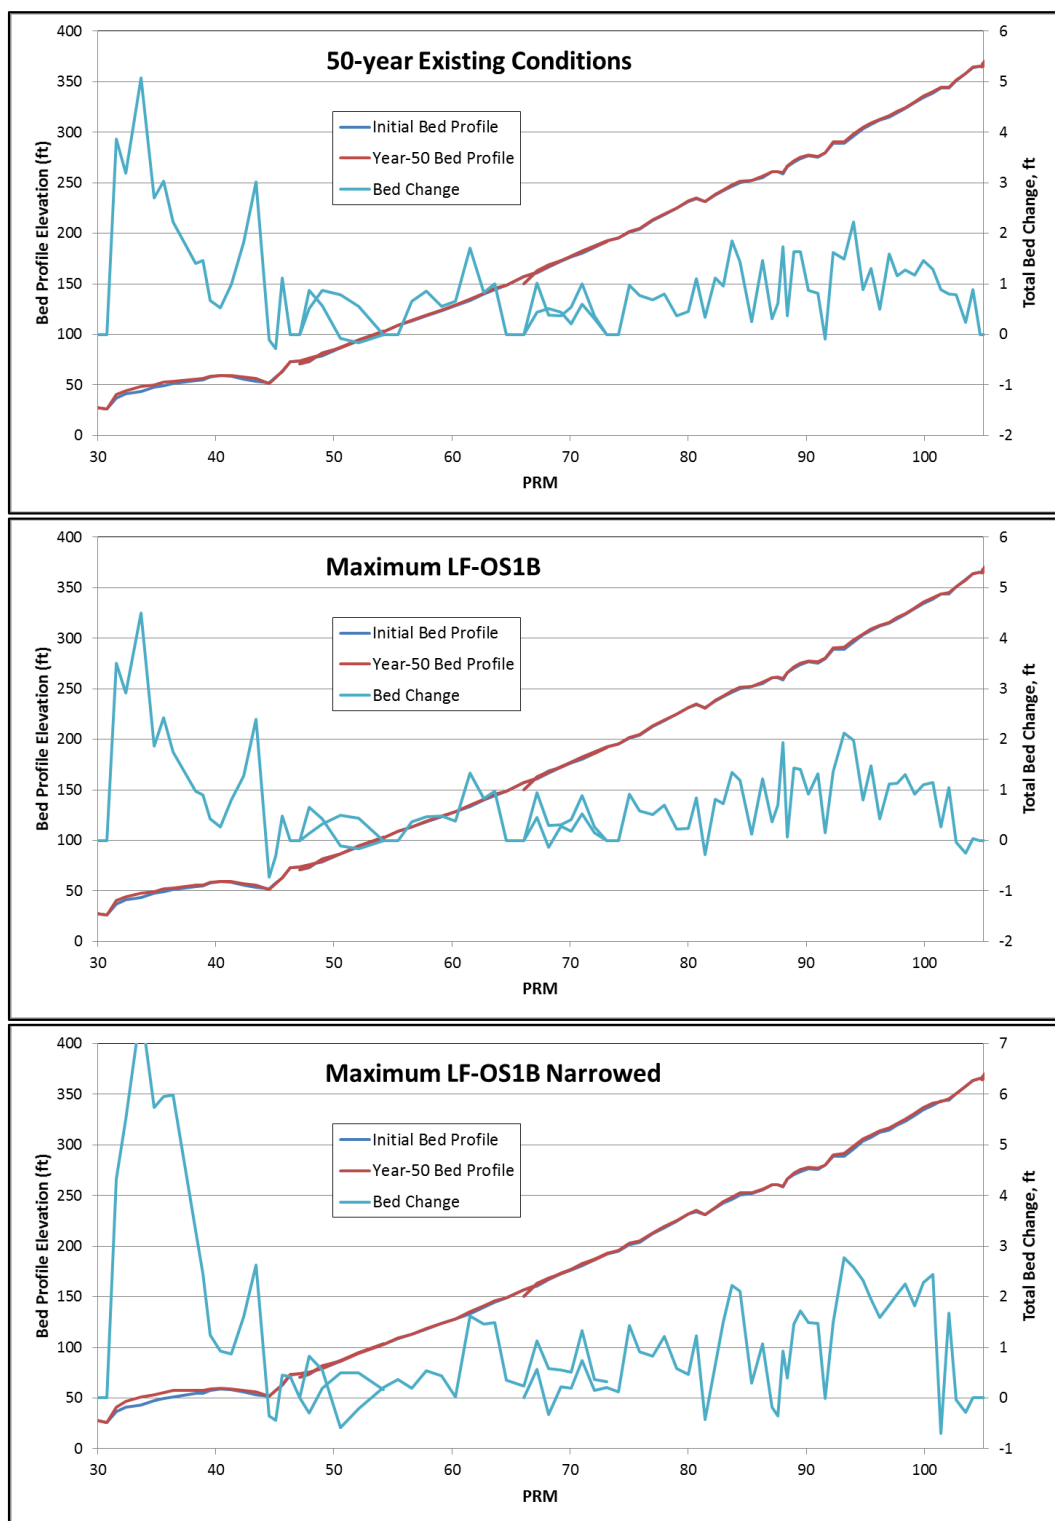 50-year Existing Conditions
Initial Bed Profile
Year-50 Bed Profile
Bed Change
Bed Profile Elevation (ft)
400
350
300
250
200
150
100
50
0
30 40 50 60 70 80 90 100
PRM
6
5
4
3
2
1
0
-1
-2
Total Bed Change, ft
Maximum LF-OS1B
Initial Bed Profile
Year-50 Bed Profile
Bed Change
Bed Profile Elevation (ft)
400
350
300
250
200
150
100
50
0
30 40 50 60 70 80 90 100
PRM
6
5
4
3
2
1
0
-1
-2
Total Bed Change, ft
Maximum LF-OS1B Narrowed
Initial Bed Profile
Year-50 Bed Profile
Bed Change
Bed Profile Elevation (ft)
400
350
300
250
200
150
100
50
0
30 40 50 60 70 80 90 100
PRM
7
6
5
4
3
2
1
0
-1
Total Bed Change, ft